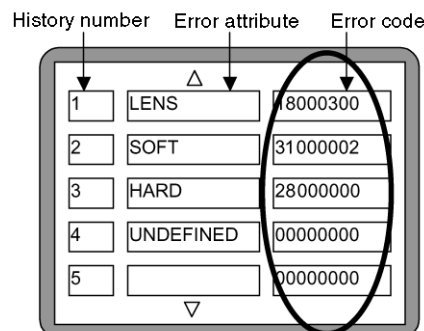 History number Error attribute Error code
1 LENS 18000300
2 SOFT 31000002
3 HARD 28000000
4 UNDEFINED 00000000
5 00000000